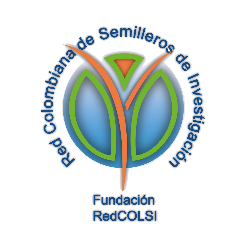 Red Colombiana de Semilleros de Investigación
Fundación
RedCOLSI